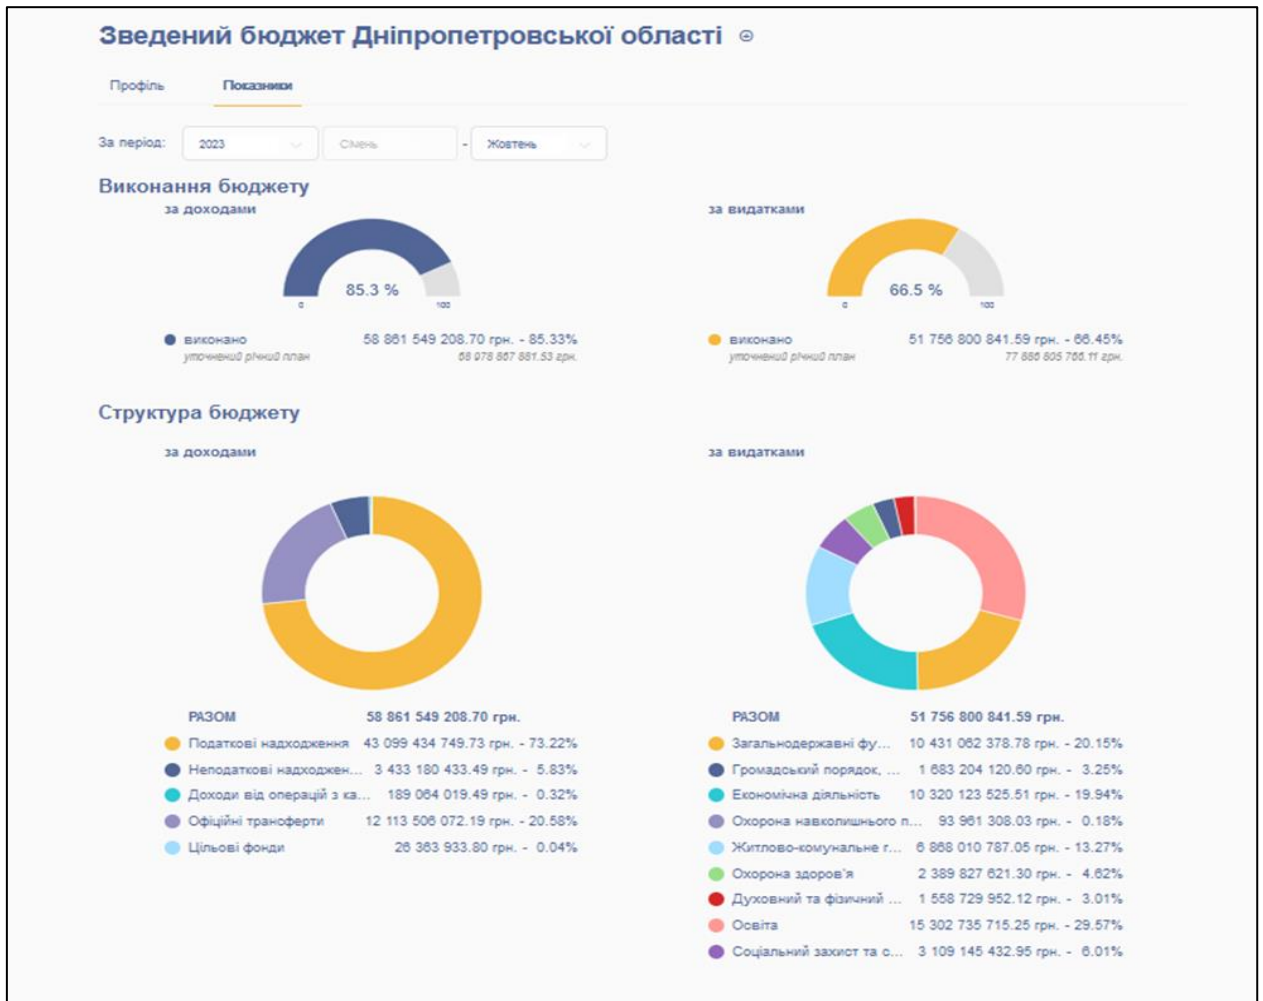 Зведений бюджет Дніпропетровської області
Профіль Показники
За період: 2023 Січень - Жовтень
Виконання бюджету
за доходами
85.3 %
0 100
виконано 58 861 549 208.70 грн. - 85.33%
уточнений річний план 68 978 867 881.53 грн.
за видатками
66.5 %
0 100
виконано 51 756 800 841.59 грн. - 66.45%
уточнений річний план 77 886 805 766.11 грн.
Структура бюджету
за доходами
РАЗОМ 58 861 549 208.70 грн.
Податкові надходження 43 099 434 749.73 грн. - 73.22%
Неподаткові надходжен... 3 433 180 433.49 грн. - 5.83%
Доходи від операцій з ка... 189 064 019.49 грн. - 0.32%
Офіційні трансферти 12 113 506 072.19 грн. - 20.58%
Цільові фонди 26 363 933.80 грн. - 0.04%
за видатками
РАЗОМ 51 756 800 841.59 грн.
Загальнодержавні фу... 10 431 062 378.78 грн. - 20.15%
Громадський порядок, ... 1 683 204 120.60 грн. - 3.25%
Економічна діяльність 10 320 123 525.51 грн. - 19.94%
Охорона навколишнього п... 93 961 308.03 грн. - 0.18%
Житлово-комунальне г... 6 868 010 787.05 грн. - 13.27%
Охорона здоров'я 2 389 827 621.30 грн. - 4.62%
Духовний та фізичний ... 1 558 729 952.12 грн. - 3.01%
Освіта 15 302 735 715.25 грн. - 29.57%
Соціальний захист та с... 3 109 145 432.95 грн. - 6.01%